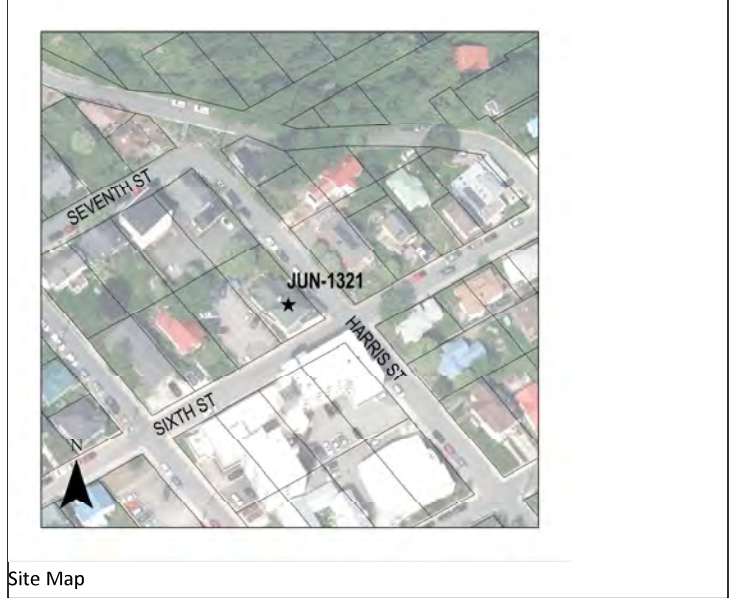 SEVENTH ST
JUN-1321
HARRIS ST
SIXTH ST
N
Site Map